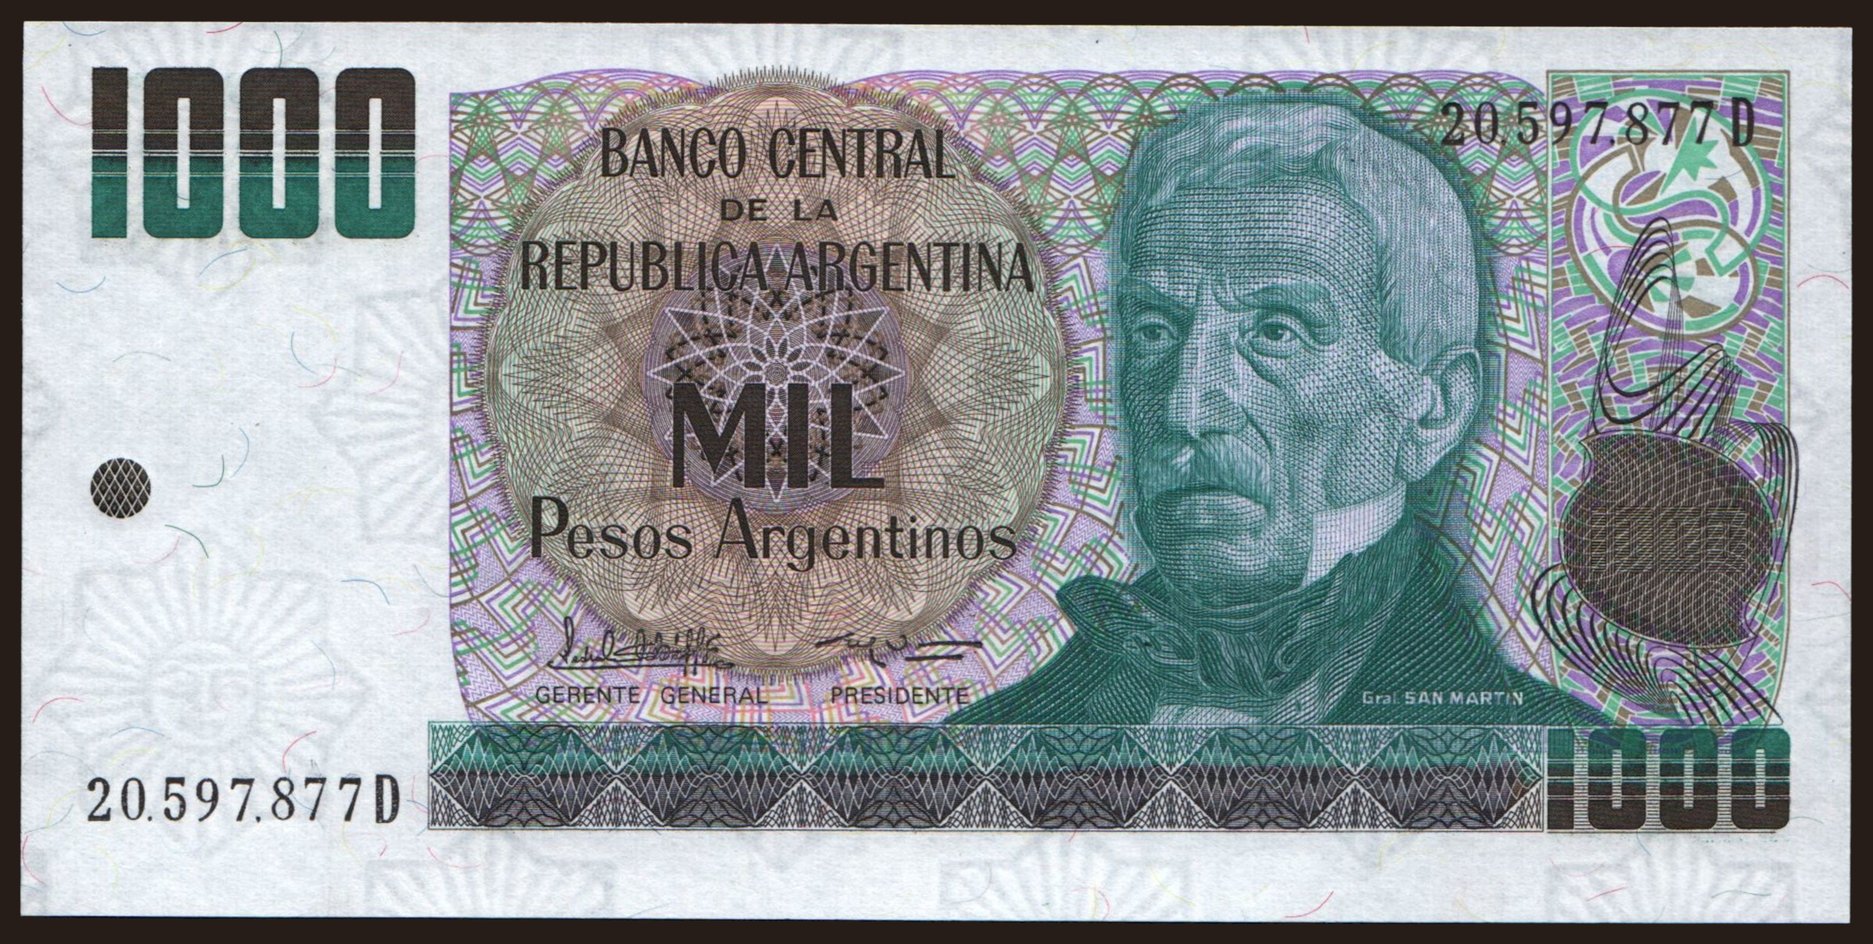 1000
20.597.877D
BANCO CENTRAL
DE LA
REPUBLICA ARGENTINA
MIL
Pesos Argentinos
GERENTE GENERAL PRESIDENTE
Gral. SAN MARTIN
20.597.877D
1000